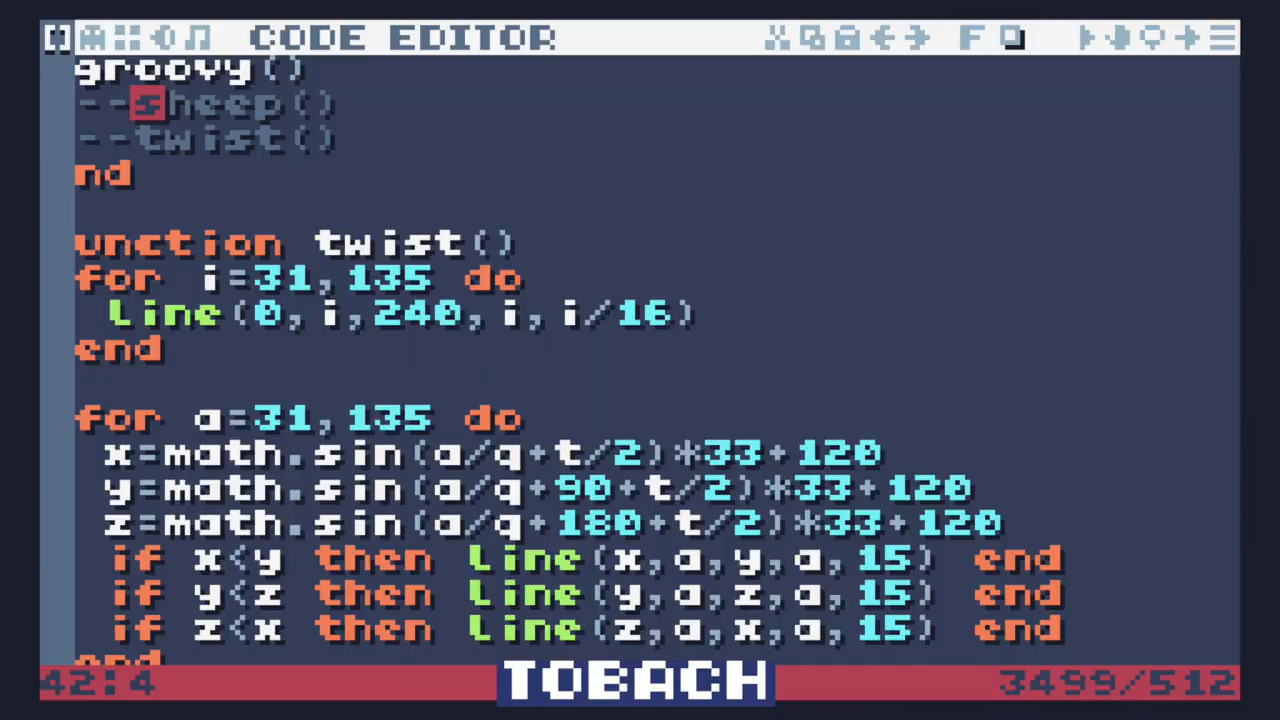 CODE EDITOR F
groovy()
--sheep()
--twist()
nd
unction twist()
for i=31,135 do
line(0,i,240,i,i/16)
end
for a=31,135 do
x=math.sin(a/q+t/2)*33+120
y=math.sin(a/q+90+t/2)*33+120
z=math.sin(a/q+180+t/2)*33+120
if x<y then line(x,a,y,a,15) end
if y<z then line(y,a,z,a,15) end
if z<x then line(z,a,x,a,15) end
end
42:4 TOBACH 3499/512